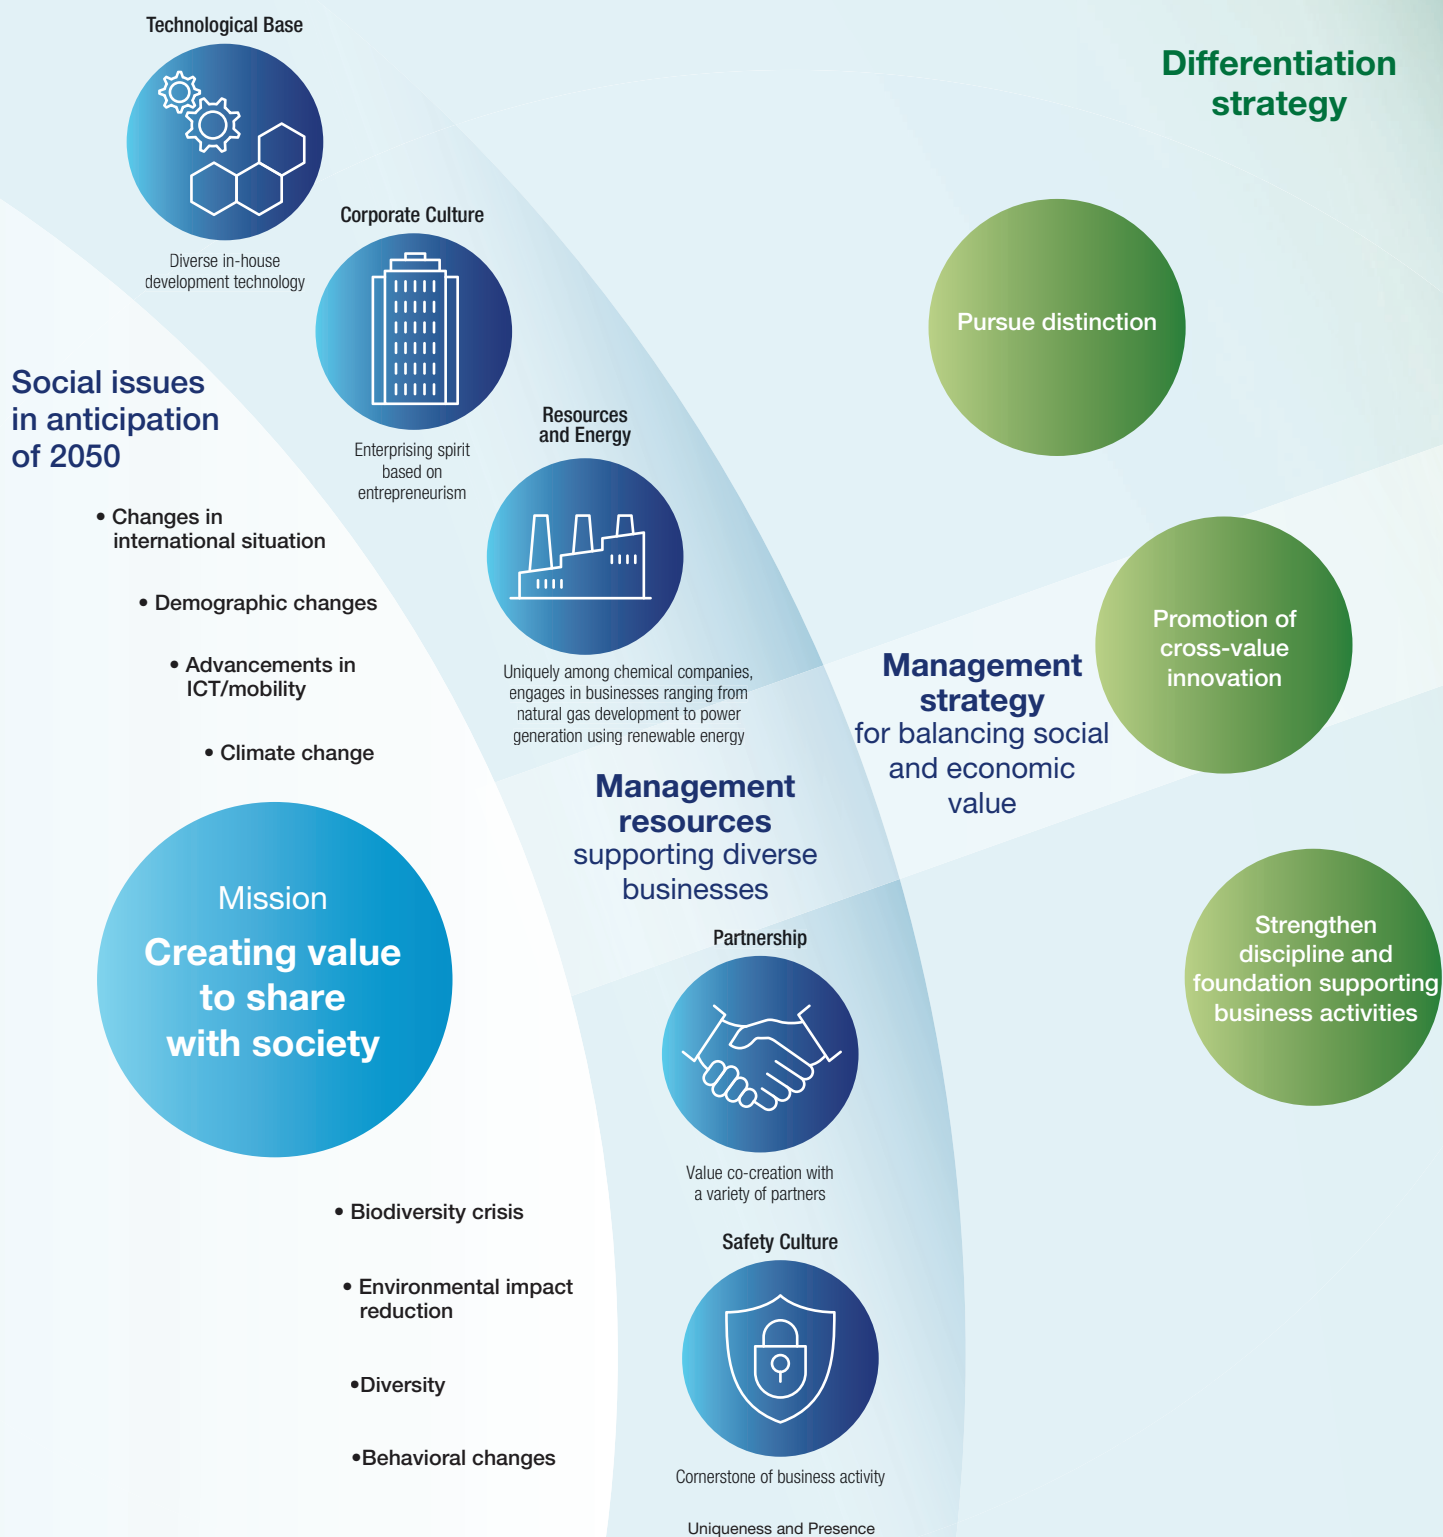 Technological Base
Diverse in-house
development technology
Corporate Culture
Enterprising spirit
based on
entrepreneurism
Resources
and Energy
Uniquely among chemical companies,
engages in businesses ranging from
natural gas development to power
generation using renewable energy
Social issues
in anticipation
of 2050
• Changes in
international situation
• Demographic changes
• Advancements in
ICT/mobility
• Climate change
Mission
Creating value
to share
with society
• Biodiversity crisis
• Environmental impact
reduction
•Diversity
•Behavioral changes
Management
resources
supporting diverse
businesses
Partnership
Value co-creation with
a variety of partners
Safety Culture
Cornerstone of business activity
Uniqueness and Presence
Management
strategy
for balancing social
and economic
value
Differentiation
strategy
Pursue distinction
Promotion of
cross-value
innovation
Strengthen
discipline and
foundation supporting
business activities